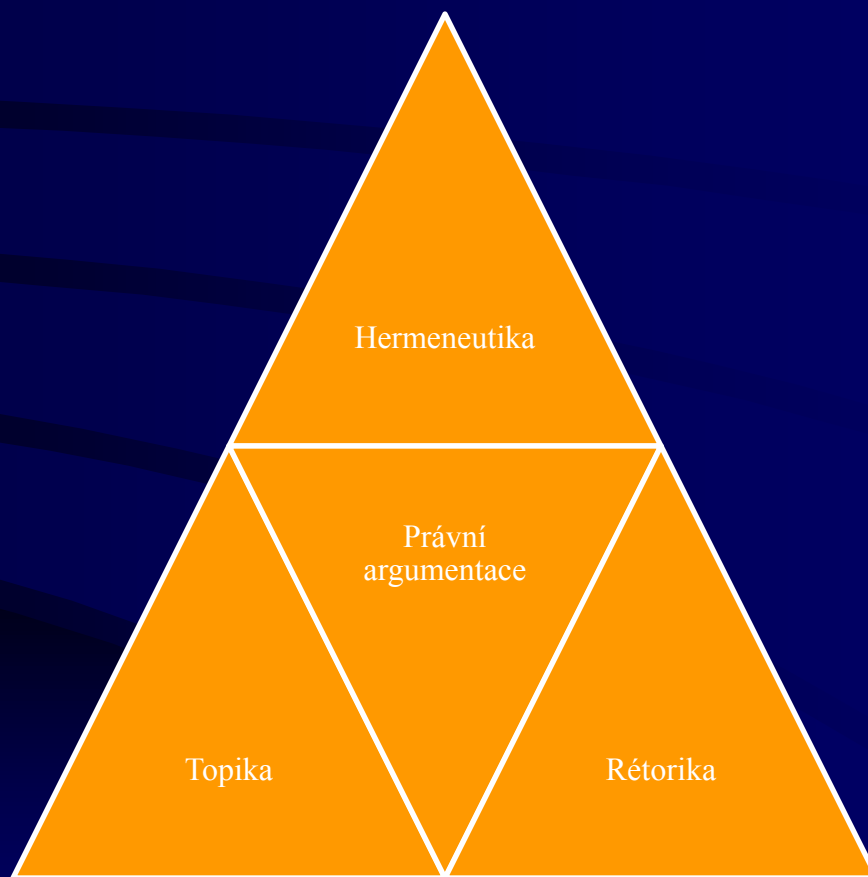 Hermeneutika
Právní
argumentace
Topika
Rétorika